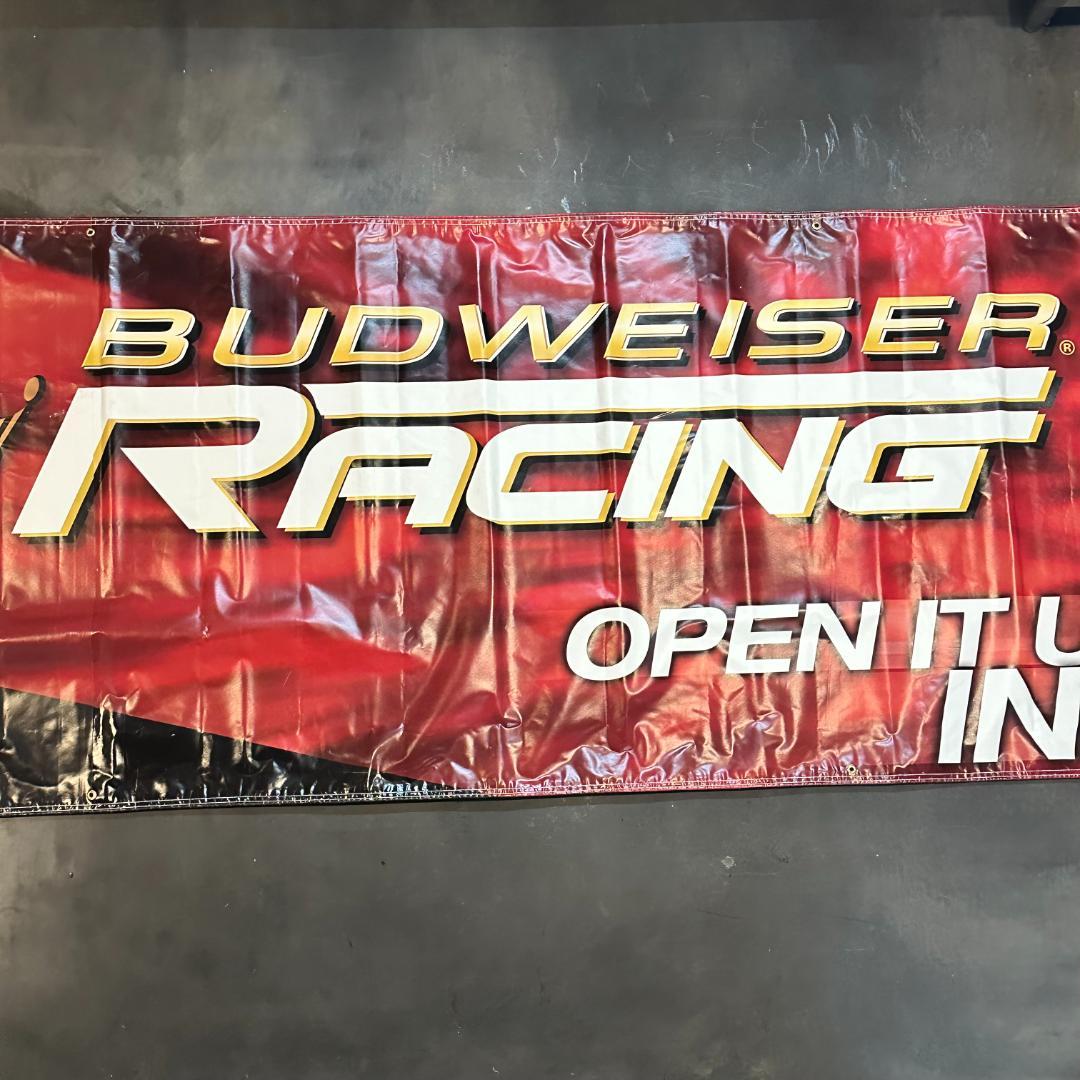 BUDWEISER®
RACING
OPEN IT U
IN